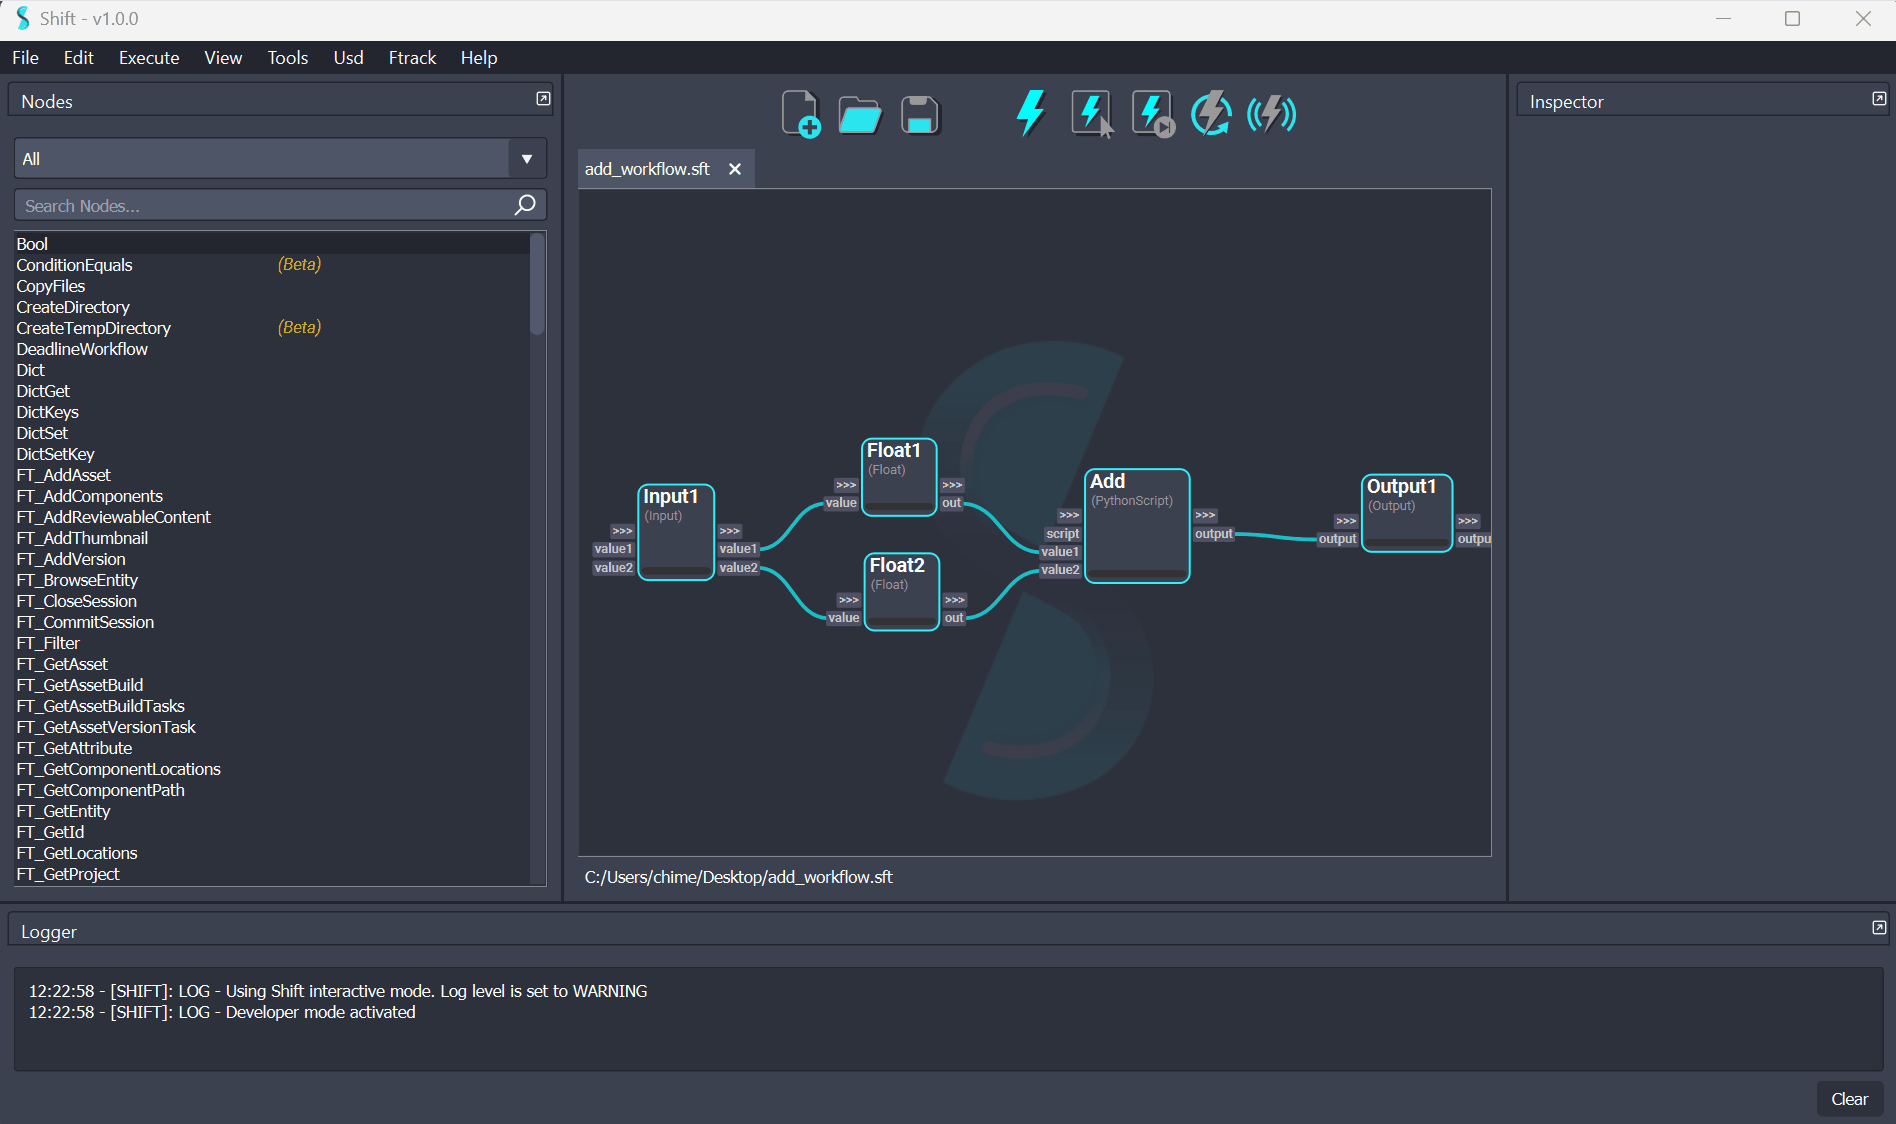 Shift - v1.0.0
File Edit Execute View Tools Usd Ftrack Help
Nodes
All
Search Nodes...
Bool
ConditionEquals (Beta)
CopyFiles
CreateDirectory
CreateTempDirectory (Beta)
DeadlineWorkflow
Dict
DictGet
DictKeys
DictSet
DictSetKey
FT_AddAsset
FT_AddComponents
FT_AddReviewableContent
FT_AddThumbnail
FT_AddVersion
FT_BrowseEntity
FT_CloseSession
FT_CommitSession
FT_Filter
FT_GetAsset
FT_GetAssetBuild
FT_GetAssetBuildTasks
FT_GetAssetVersionTask
FT_GetAttribute
FT_GetComponentLocations
FT_GetComponentPath
FT_GetEntity
FT_GetId
FT_GetLocations
FT_GetProject
add_workflow.sft
Input1
(Input)
>>> >>>
value1 value1
value2 value2
Float1
(Float)
>>> >>>
value out
Float2
(Float)
>>> >>>
value out
Add
(PythonScript)
>>> >>>
script output
value1
value2
Output1
(Output)
>>> >>>
output outpu
C:/Users/chime/Desktop/add_workflow.sft
Inspector
Logger
12:22:58 - [SHIFT]: LOG - Using Shift interactive mode. Log level is set to WARNING
12:22:58 - [SHIFT]: LOG - Developer mode activated
Clear